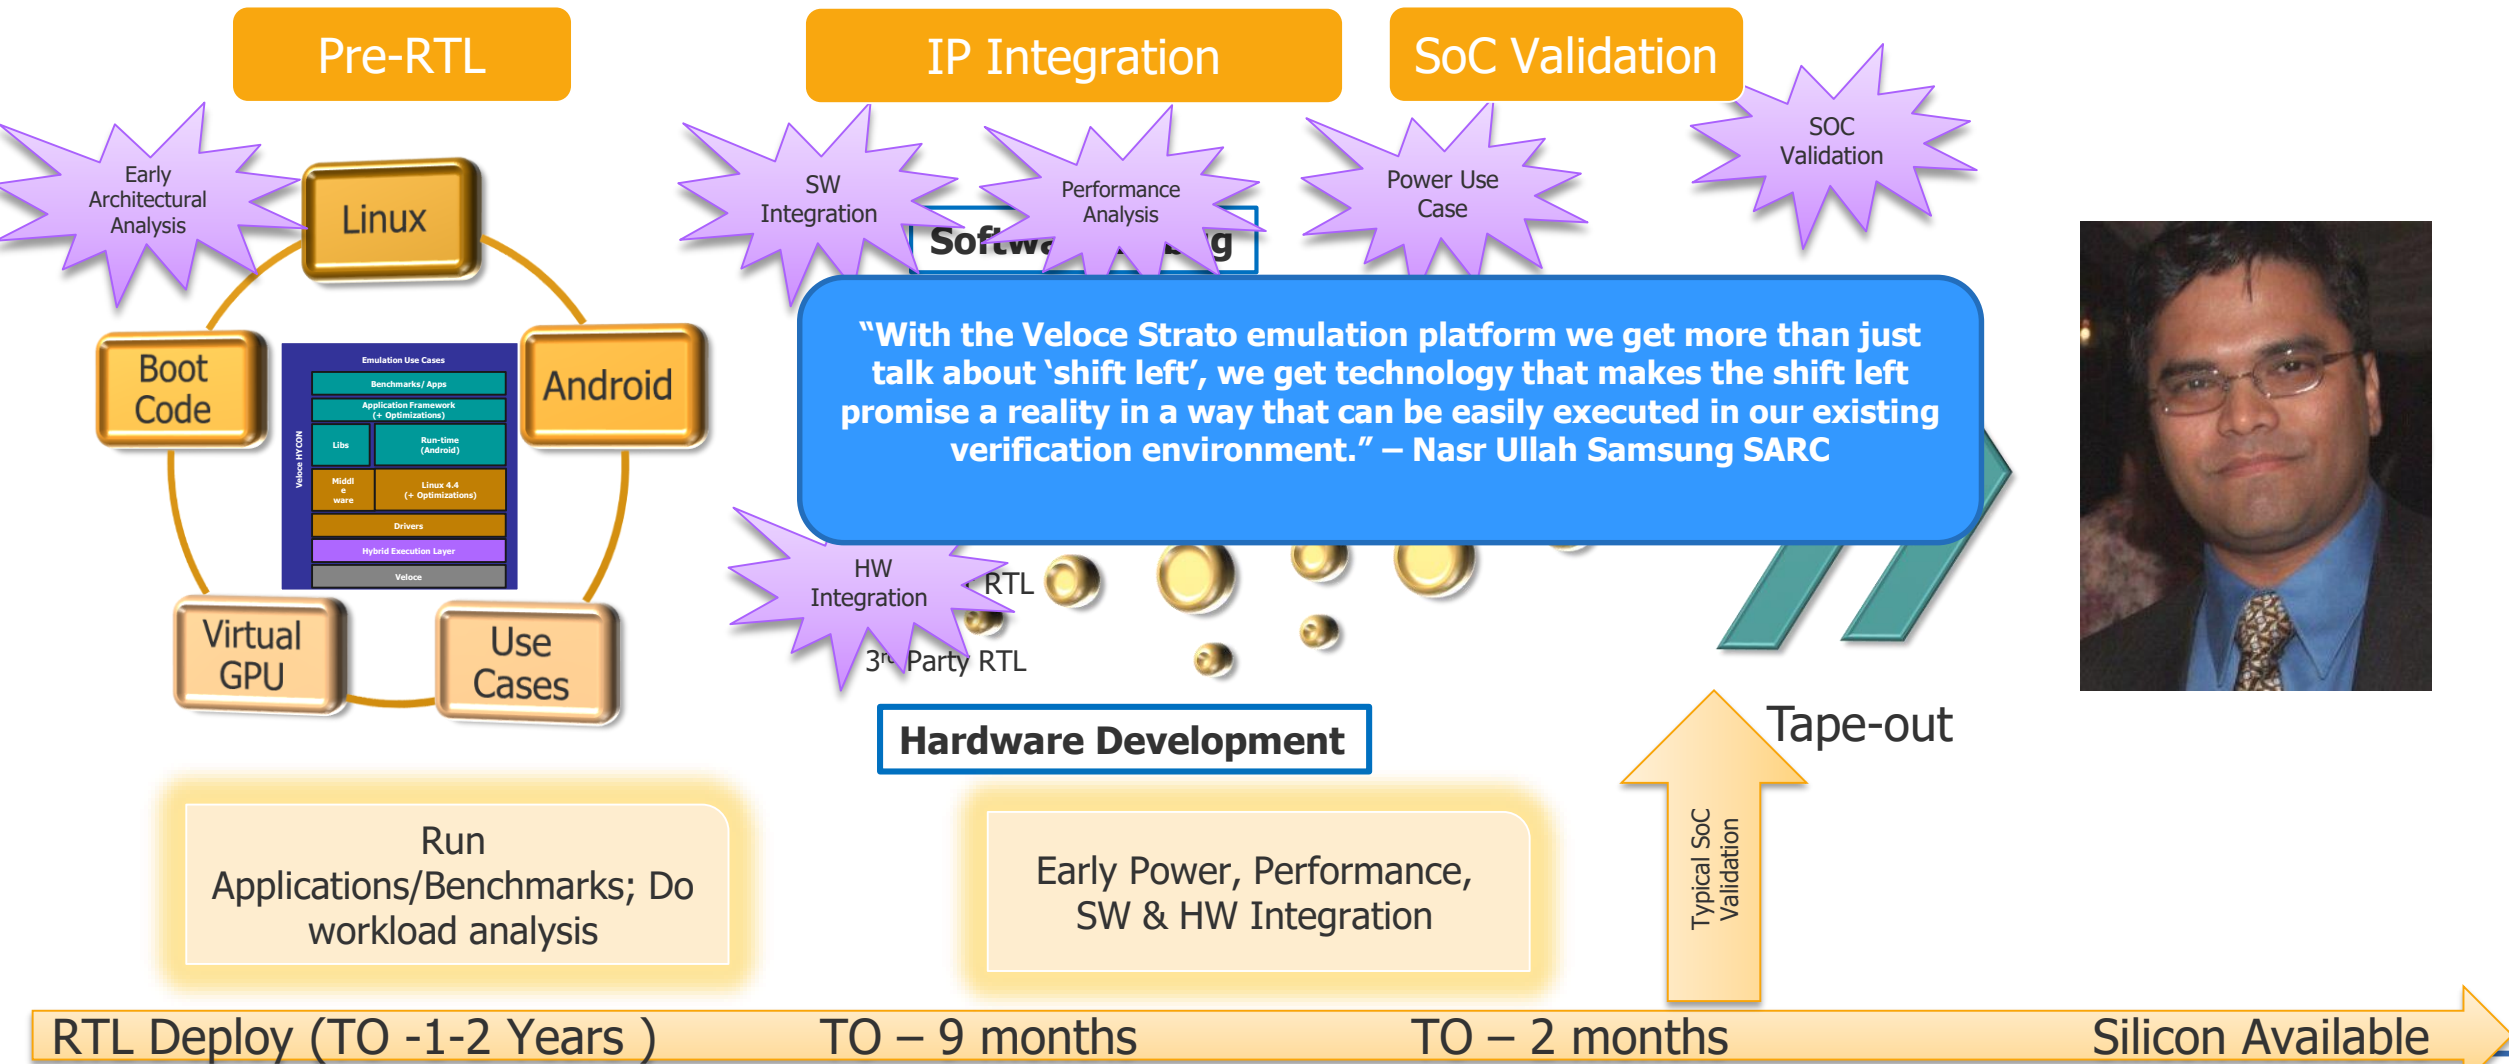 Pre-RTL
IP Integration
SoC Validation
Early
Architectural
Analysis
SW
Integration
Performance
Analysis
Power Use
Case
SOC
Validation
Linux
Boot
Code
Android
Virtual
GPU
Use
Cases
Veloce HYCON
Emulation Use Cases
Benchmarks/ Apps
Application Framework
(+ Optimizations)
Libs
Run-time
(Android)
Middl
e
ware
Linux 4.4
(+ Optimizations)
Drivers
Hybrid Execution Layer
Veloce
“With the Veloce Strato emulation platform we get more than just
talk about ‘shift left’, we get technology that makes the shift left
promise a reality in a way that can be easily executed in our existing
verification environment.” – Nasr Ullah Samsung SARC
HW
Integration
RTL
3rd Party RTL
Hardware Development
Tape-out
Typical SoC
Validation
Run
Applications/Benchmarks; Do
workload analysis
Early Power, Performance,
SW & HW Integration
RTL Deploy (TO -1-2 Years )
TO – 9 months
TO – 2 months
Silicon Available